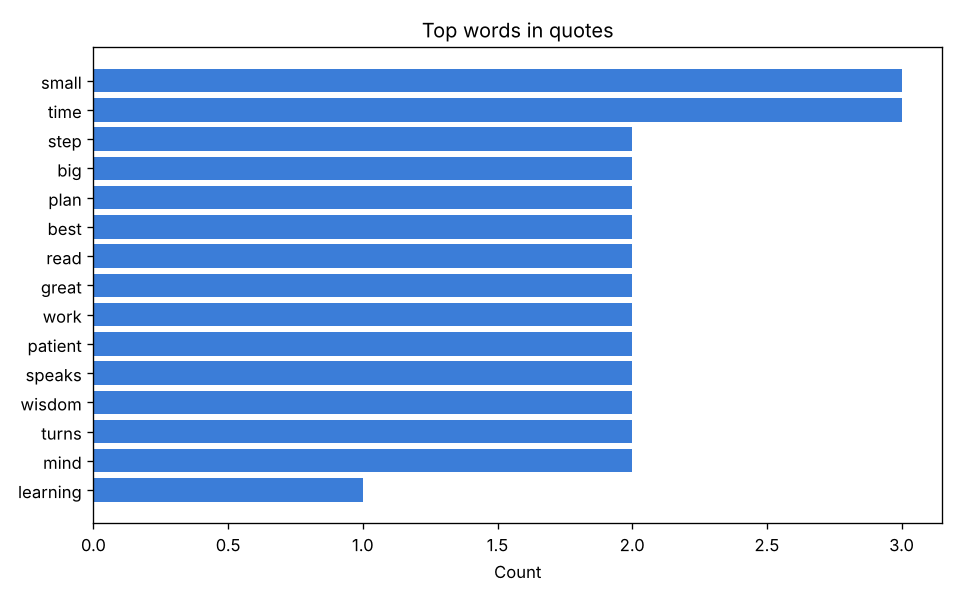 Top words in quotes
small
time
step
big
plan
best
read
great
work
patient
speaks
wisdom
turns
mind
learning
0.0 0.5 1.0 1.5 2.0 2.5 3.0
Count